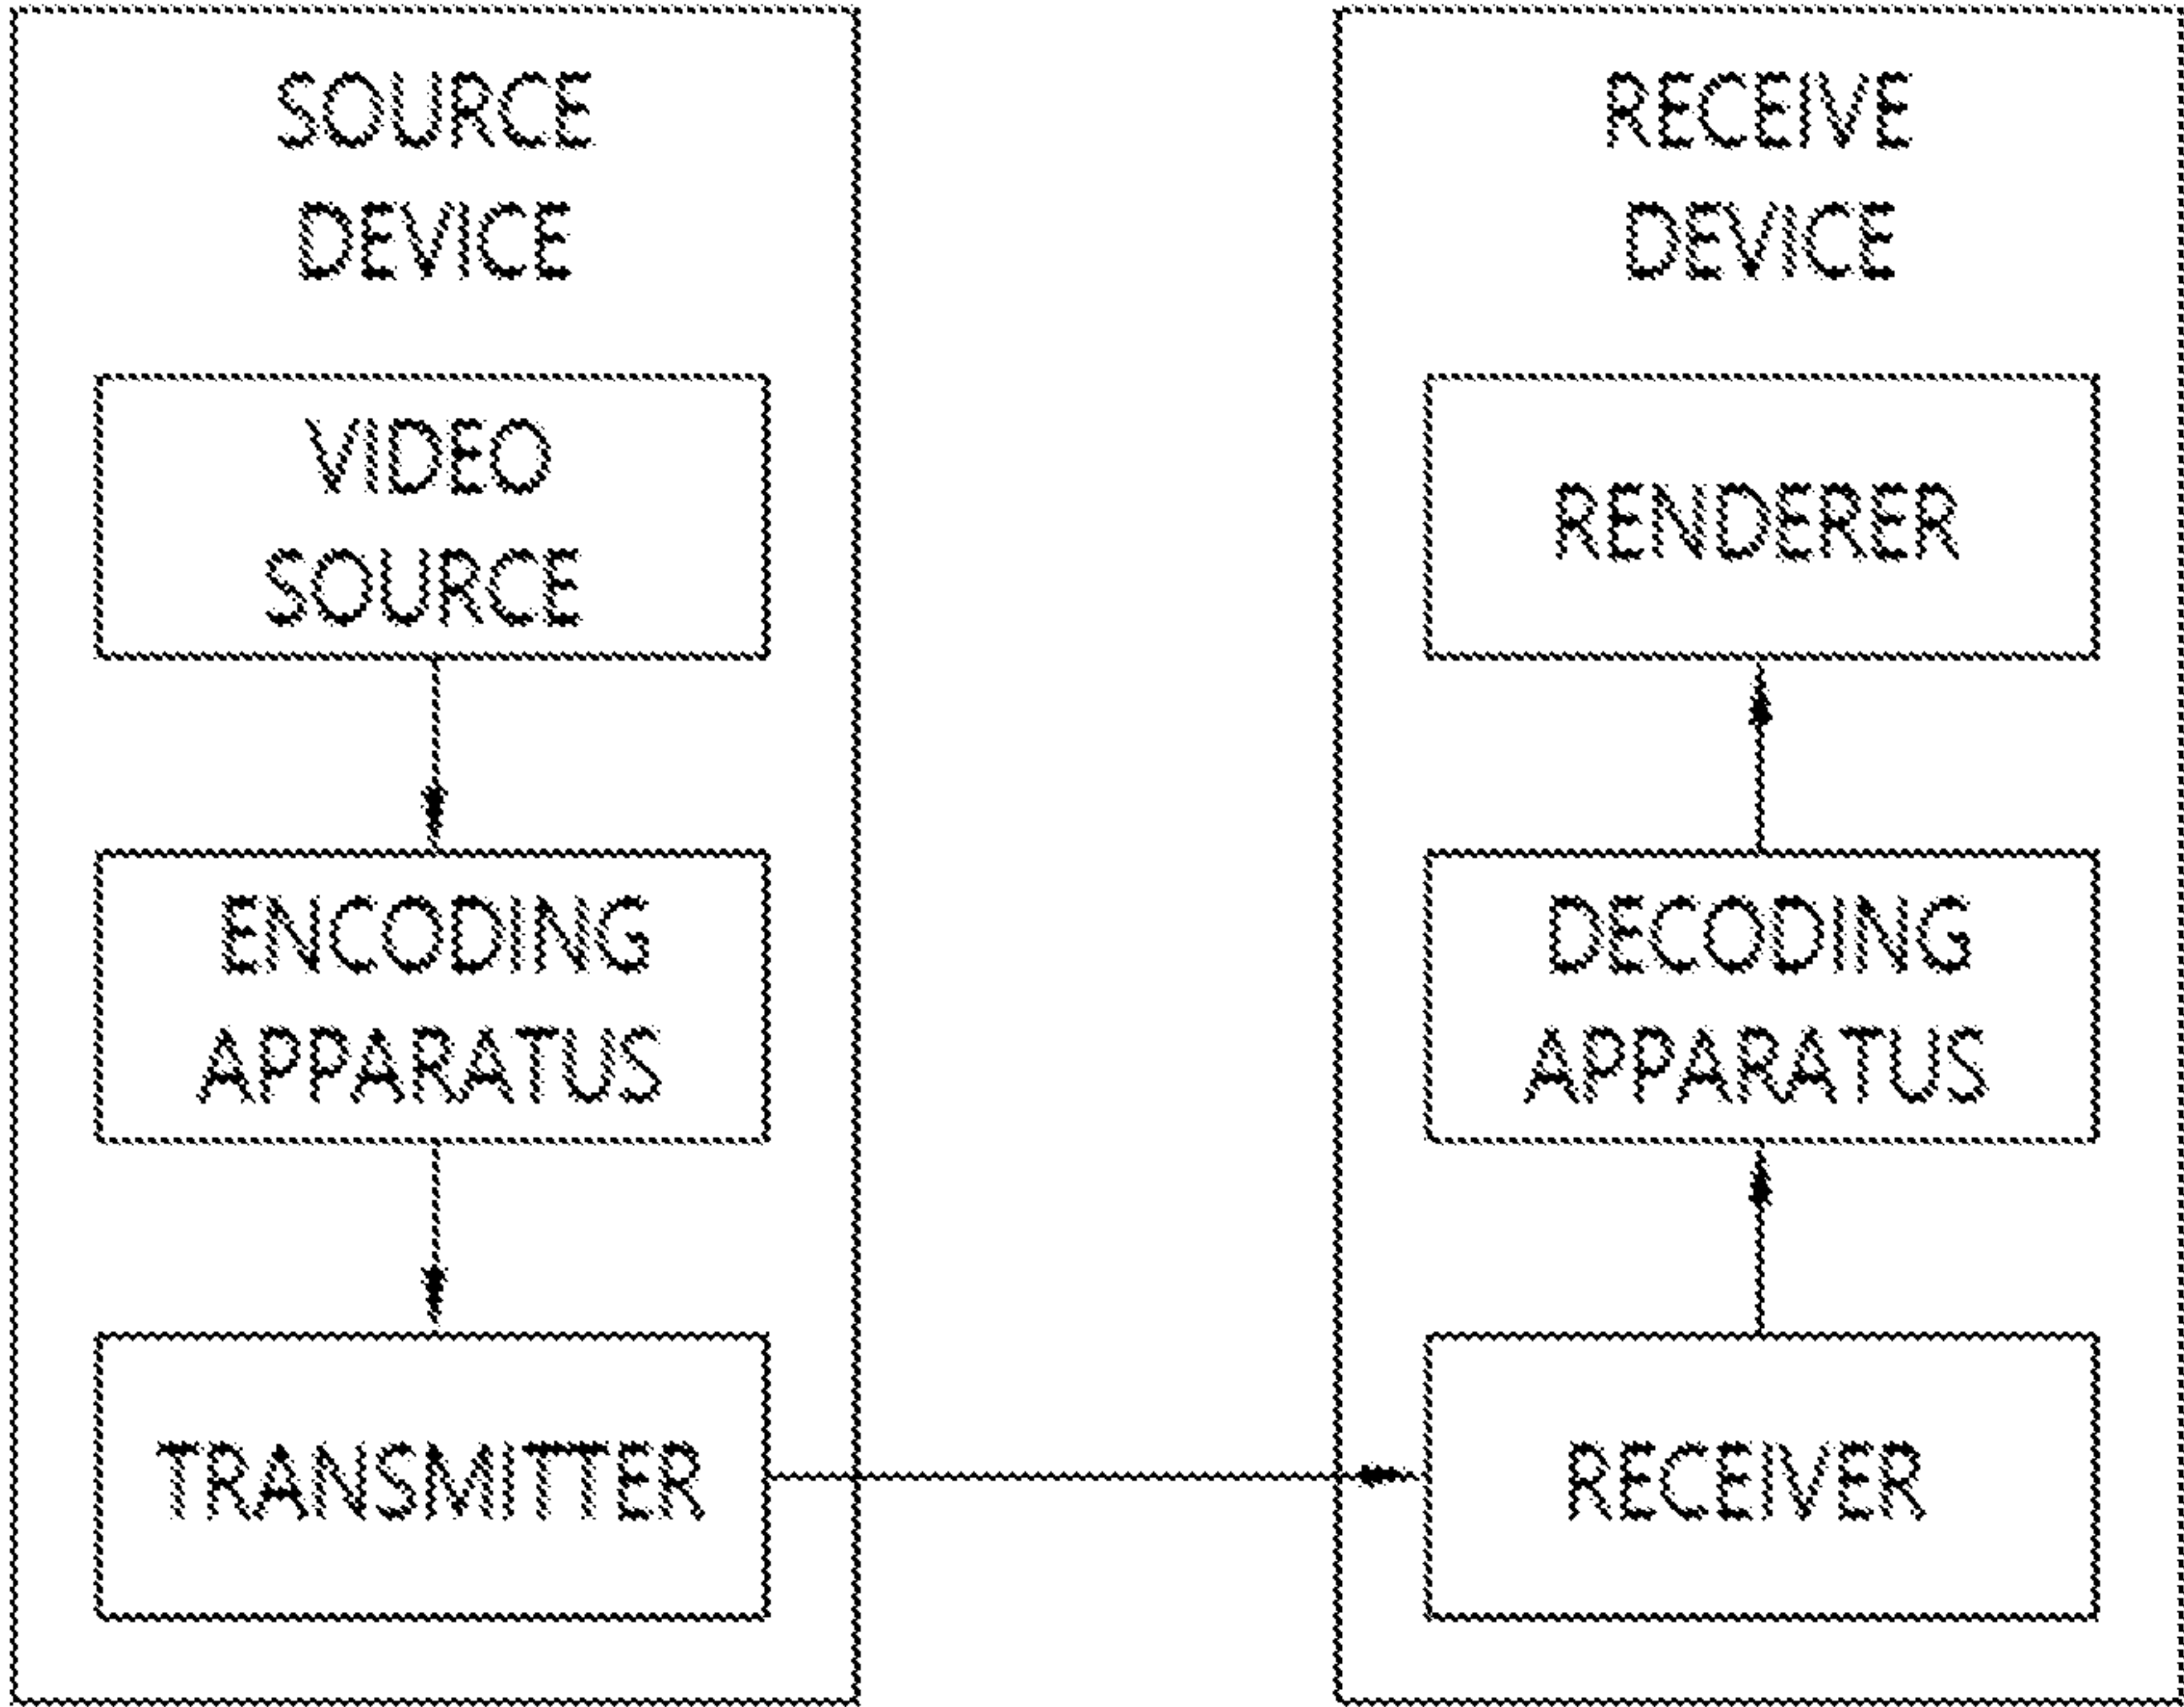 SOURCE
DEVICE
VIDEO
SOURCE
ENCODING
APPARATUS
TRANSMITTER
RECEIVE
DEVICE
RENDERER
DECODING
APPARATUS
RECEIVER